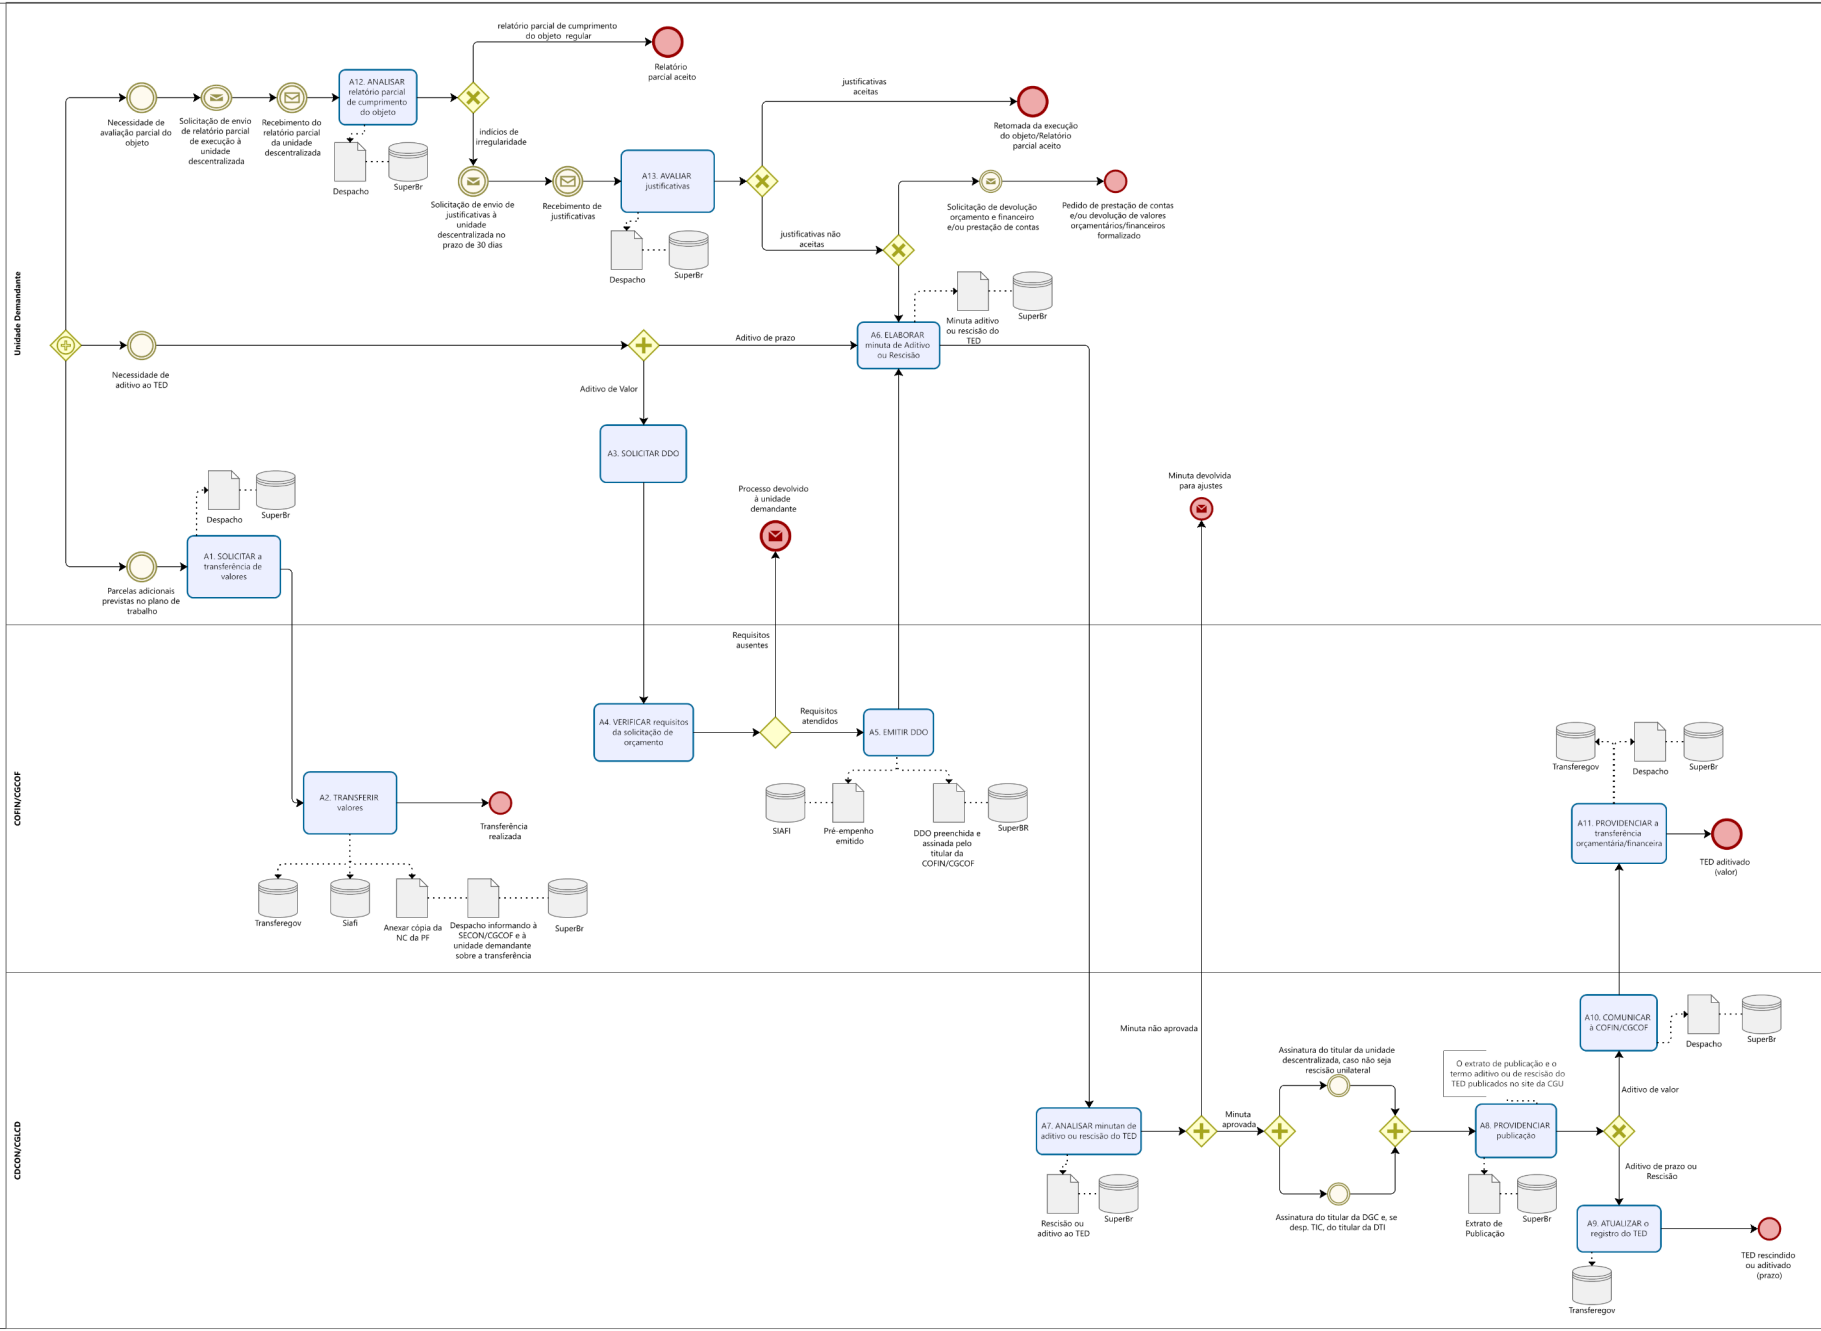 Unidade Demandante
relatório parcial de cumprimento
do objeto  regular
Relatório
parcial aceito
Necessidade de
avaliação parcial do
objeto
Solicitação de envio
de relatório parcial
de execução à
unidade
descentralizada
Recebimento do
relatório parcial
da unidade
descentralizada
A12. ANALISAR
relatório parcial
de cumprimento
do objeto
Despacho
SuperBr
indícios de
irregularidade
Solicitação de envio de
justificativas à
unidade
descentralizada no
prazo de 30 dias
Recebimento de
justificativas
A13. AVALIAR
justificativas
Despacho
SuperBr
justificativas
aceitas
Retomada da execução
do objeto/Relatório
parcial aceito
justificativas não
aceitas
Solicitação de devolução
orçamento e financeiro
e/ou prestação de contas
Pedido de prestação de contas
e/ou devolução de valores
orçamentários/financeiros
formalizado
Minuta aditivo
ou rescisão do
TED
SuperBr
Necessidade de
aditivo ao TED
Aditivo de prazo
A6. ELABORAR
minuta de Aditivo
ou Rescisão
Aditivo de Valor
A3. SOLICITAR DDO
Processo devolvido
à unidade
demandante
Minuta devolvida
para ajustes
Despacho
SuperBr
A1. SOLICITAR a
transferência de
valores
Parcelas adicionais
previstas no plano de
trabalho
COFIN/CGCOF
Requisitos
ausentes
A4. VERIFICAR requisitos
da solicitação de
orçamento
Requisitos
atendidos
A5. EMITIR DDO
SIAFI
Pré-empenho
emitido
DDO preenchida e
assinada pelo
titular da
COFIN/CGCOF
SuperBR
A2. TRANSFERIR
valores
Transferência
realizada
Transferegov
Siafi
Anexar cópia da
NC da PF
Despacho informando à
SECON/CGCOF e à
unidade demandante
sobre a transferência
SuperBr
Transferegov
Despacho
SuperBr
A11. PROVIDENCIAR a
transferência
orçamentária/financeira
TED aditivado
(valor)
CDCON/CGLCD
A10. COMUNICAR
à COFIN/CGCOF
Despacho
SuperBr
Minuta não aprovada
Assinatura do titular da unidade
descentralizada, caso não seja
rescisão unilateral
O extrato de publicação e o
termo aditivo ou de rescisão do
TED publicados no site da CGU
Aditivo de valor
A7. ANALISAR minutan de
aditivo ou rescisão do TED
Minuta
aprovada
A8. PROVIDENCIAR
publicação
Aditivo de prazo ou
Rescisão
Rescisão ou
aditivo ao TED
SuperBr
Assinatura do titular da DGC e, se
desp. TIC, do titular da DTI
Extrato de
Publicação
SuperBr
A9. ATUALIZAR o
registro do TED
TED rescindido
ou aditivado
(prazo)
Transferegov